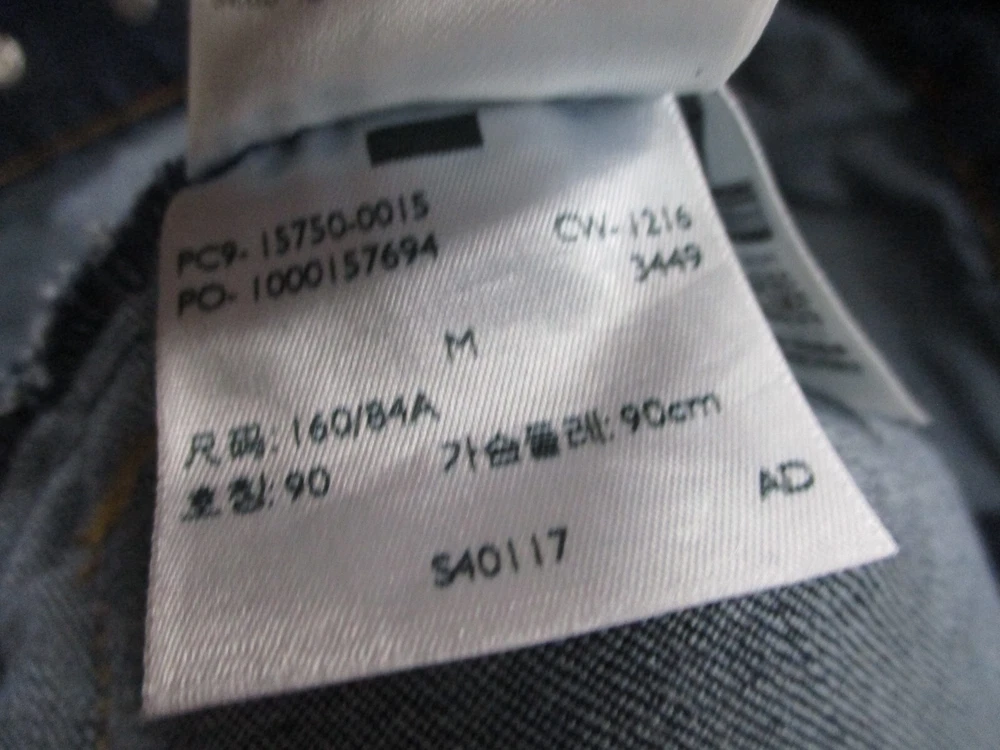 PC9- 15750-0015 CW- 1216
PO- 1000157694 3449
M
尺码: 160/84A 가슴둘레: 90cm
호칭: 90
AD
S40117